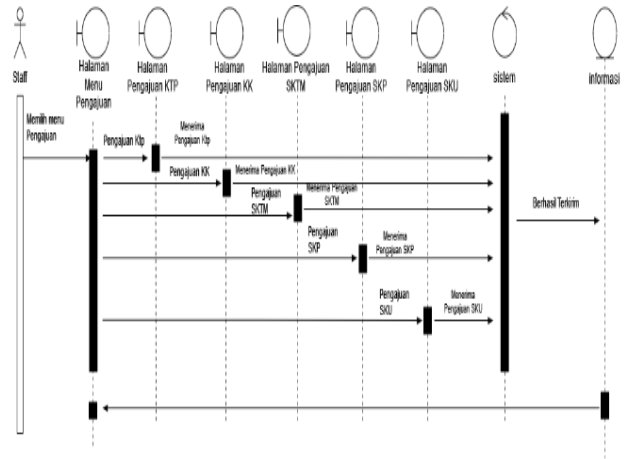 Staff
Halaman
Menu
Pengajuan
Halaman
Pengajuan KTP
Halaman
Pengajuan KK
Halaman Pengajuan
SKTM
Halaman
Pengajuan SKP
Halaman
Pengajuan SKU
sistem
informasi
Memilih menu
Pengajuan
Pengajuan Ktp
Menerima
Pengajuan Ktp
Pengajuan KK
Menerima Pengajuan KK
Pengajuan
SKTM
Menerima Pengajuan
SKTM
Berhasil Terkirim
Pengajuan
SKP
Menerima
Pengajuan SKP
Pengajuan
SKU
Menerima
Pengajuan SKU